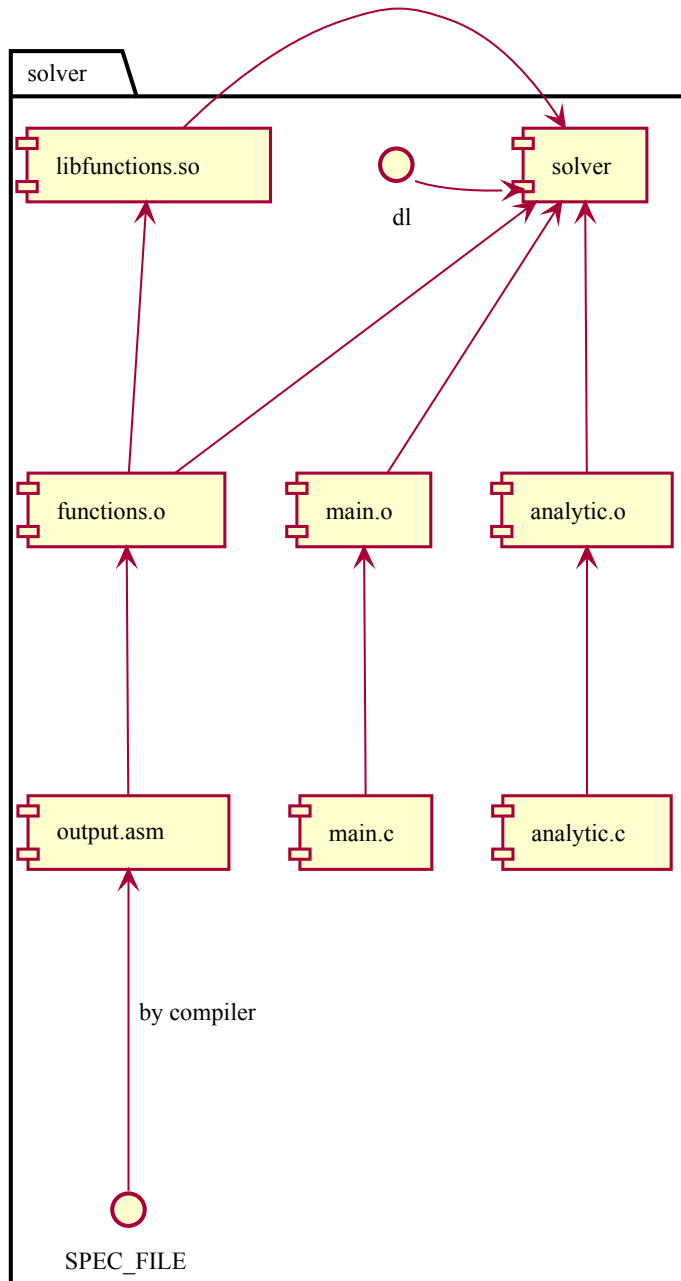 solver
libfunctions.so
dl
solver
functions.o
main.o
analytic.o
output.asm
main.c
analytic.c
by compiler
SPEC_FILE